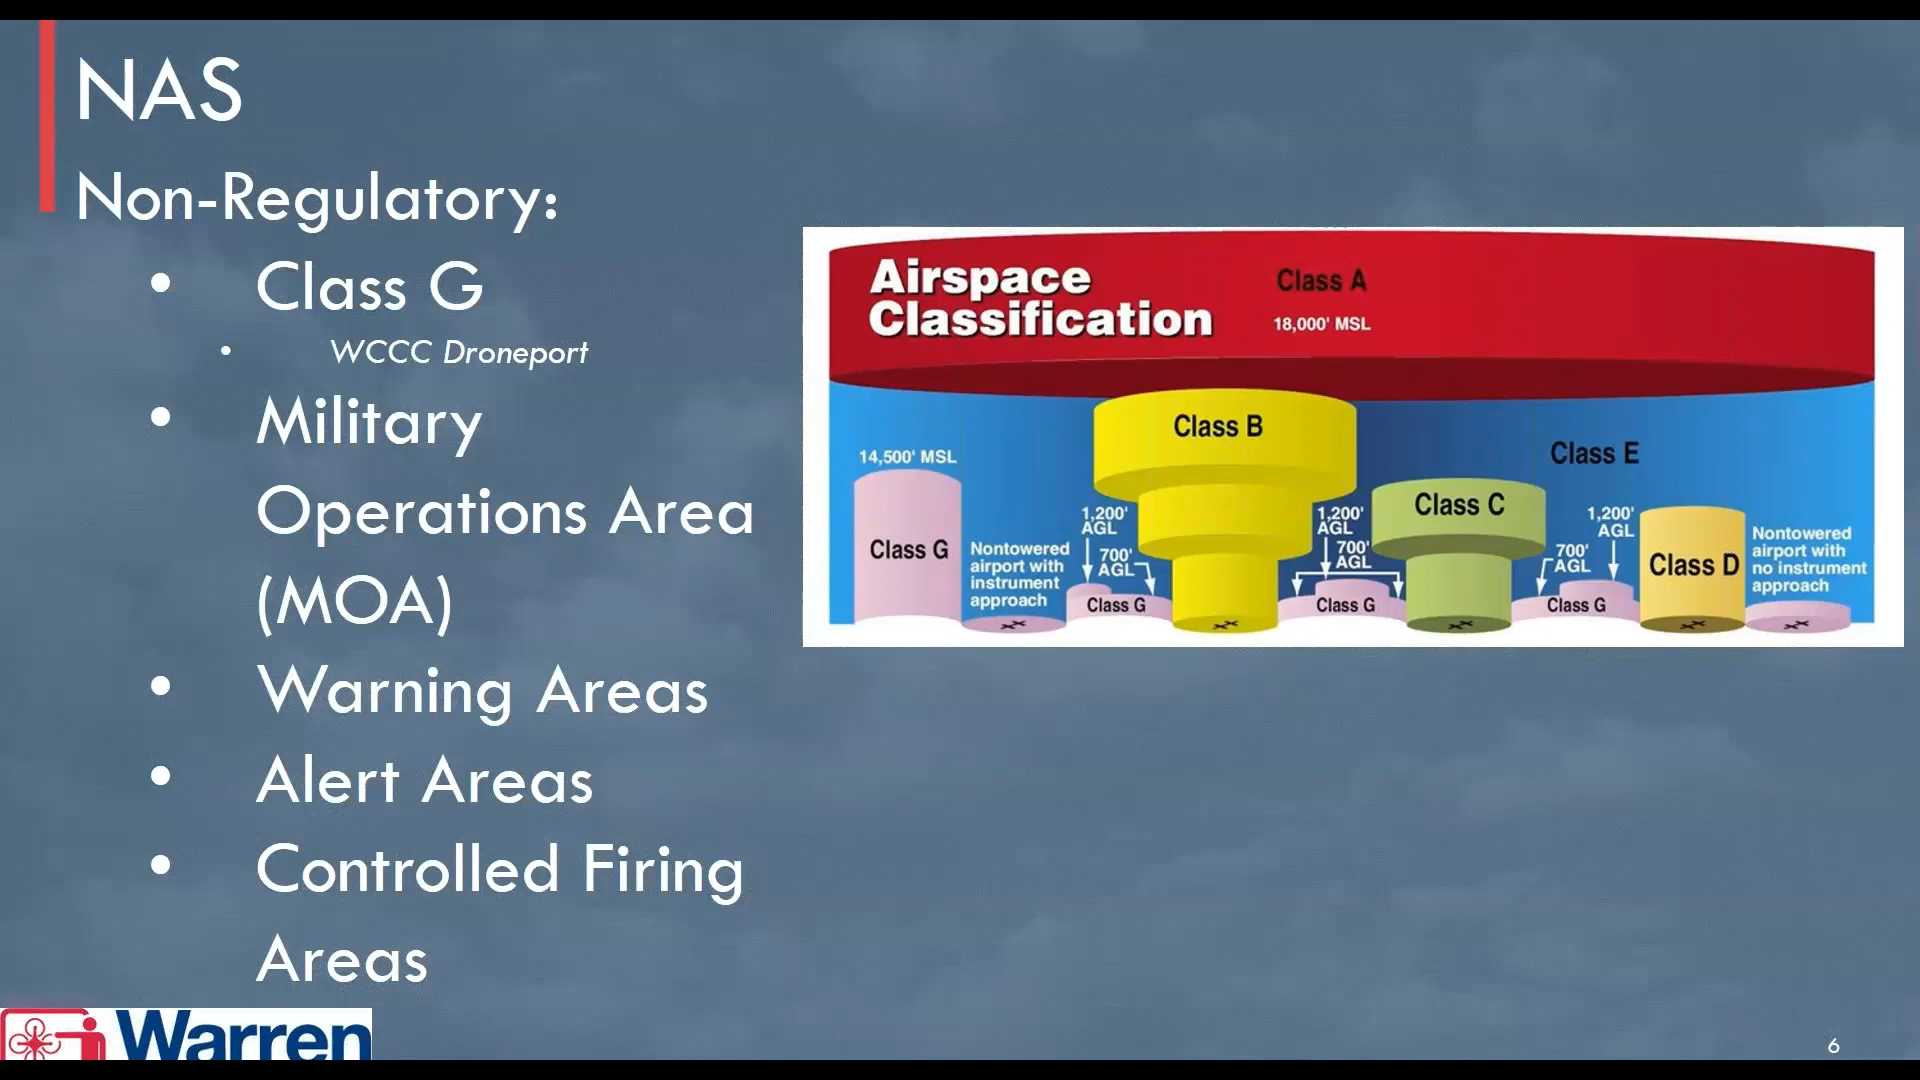 NAS
Non-Regulatory:
• Class G
• WCCC Droneport
• Military
Operations Area
(MOA)
• Warning Areas
• Alert Areas
• Controlled Firing
Areas
Airspace
Classification
Class A
18,000' MSL
Class B
Class E
14,500' MSL
Class C
1,200'
AGL
700'
AGL
1,200'
AGL
700'
AGL
1,200'
AGL
700'
AGL
Class G
Nontowered
airport with
instrument
approach
Class G
Class G
Class G
Class D
Nontowered
airport with
no instrument
approach
Warren
6